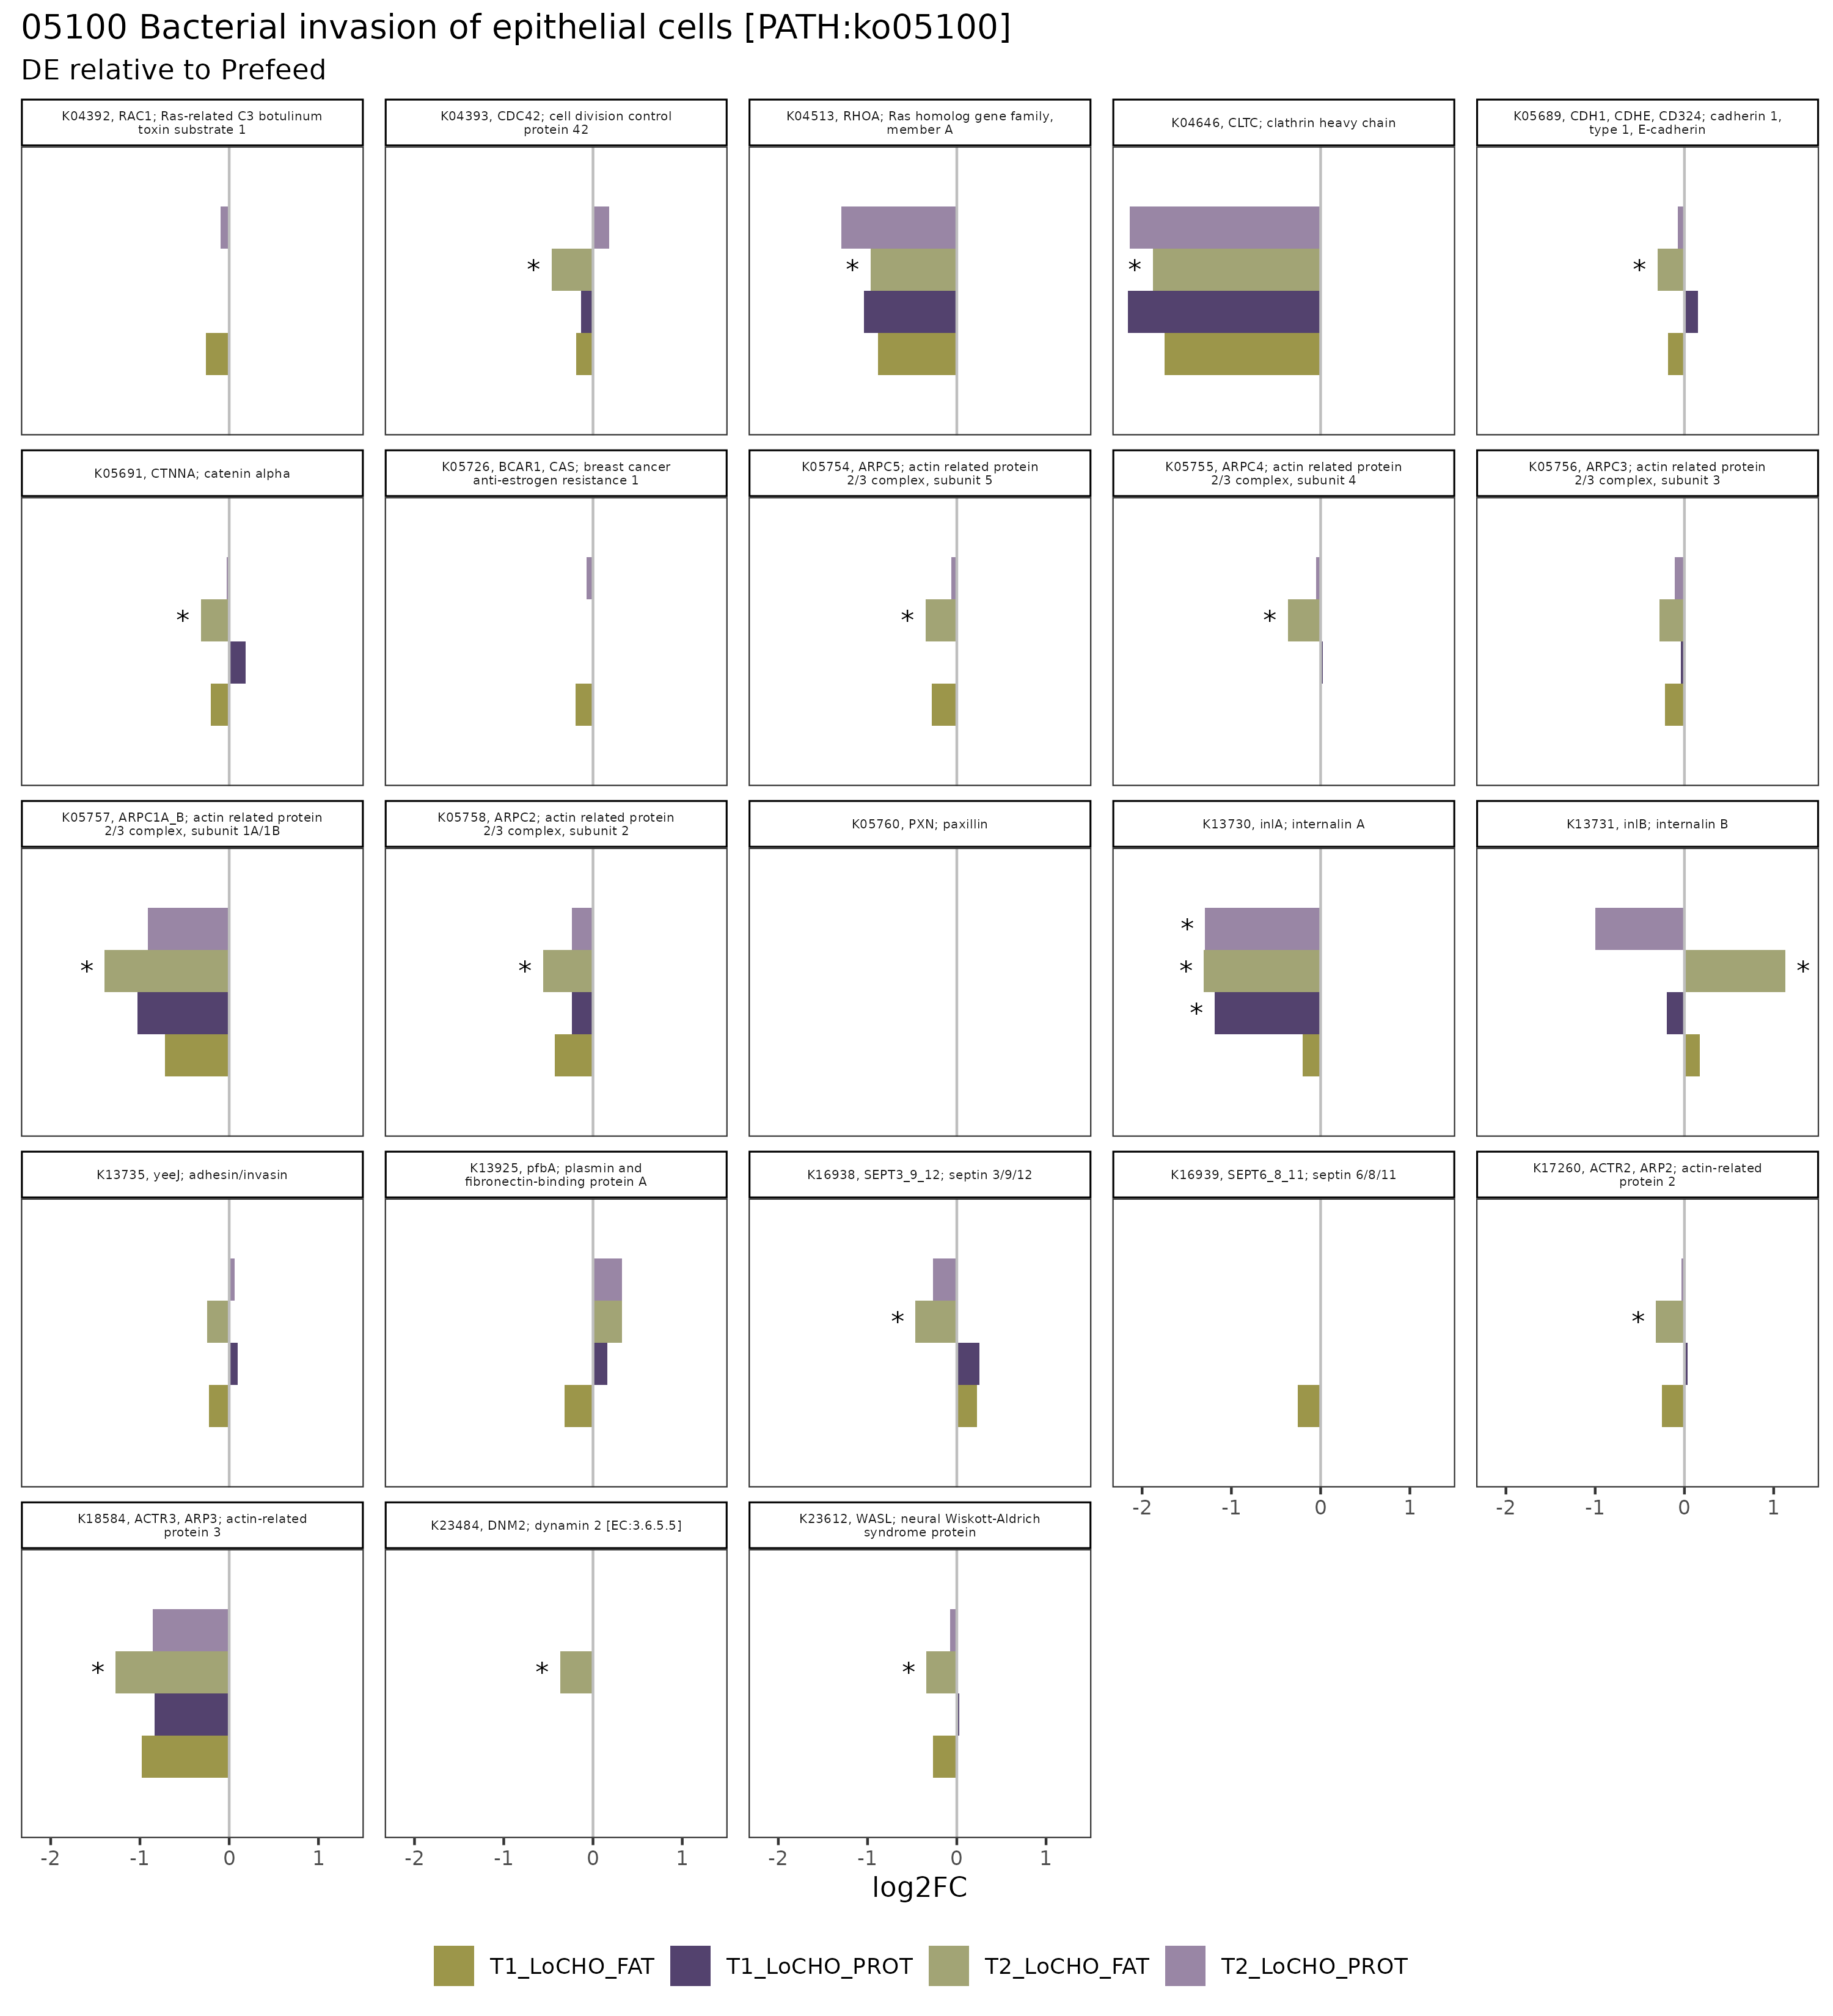 05100 Bacterial invasion of epithelial cells [PATH:ko05100]
DE relative to Prefeed
K04392, RAC1; Ras-related C3 botulinum
toxin substrate 1
K04393, CDC42; cell division control
protein 42
K04513, RHOA; Ras homolog gene family,
member A
K04646, CLTC; clathrin heavy chain
K05689, CDH1, CDHE, CD324; cadherin 1,
type 1, E-cadherin
*
*
*
*
K05691, CTNNA; catenin alpha
K05726, BCAR1, CAS; breast cancer
anti-estrogen resistance 1
K05754, ARPC5; actin related protein
2/3 complex, subunit 5
K05755, ARPC4; actin related protein
2/3 complex, subunit 4
K05756, ARPC3; actin related protein
2/3 complex, subunit 3
*
*
*
K05757, ARPC1A_B; actin related protein
2/3 complex, subunit 1A/1B
K05758, ARPC2; actin related protein
2/3 complex, subunit 2
K05760, PXN; paxillin
K13730, inlA; internalin A
K13731, inlB; internalin B
*
*
*
*
*
*
K13735, yeeJ; adhesin/invasin
K13925, pfbA; plasmin and
fibronectin-binding protein A
K16938, SEPT3_9_12; septin 3/9/12
K16939, SEPT6_8_11; septin 6/8/11
K17260, ACTR2, ARP2; actin-related
protein 2
*
*
-2 -1 0 1
-2 -1 0 1
K18584, ACTR3, ARP3; actin-related
protein 3
K23484, DNM2; dynamin 2 [EC:3.6.5.5]
K23612, WASL; neural Wiskott-Aldrich
syndrome protein
*
*
*
-2 -1 0 1
-2 -1 0 1
-2 -1 0 1
log2FC
T1_LoCHO_FAT
T1_LoCHO_PROT
T2_LoCHO_FAT
T2_LoCHO_PROT